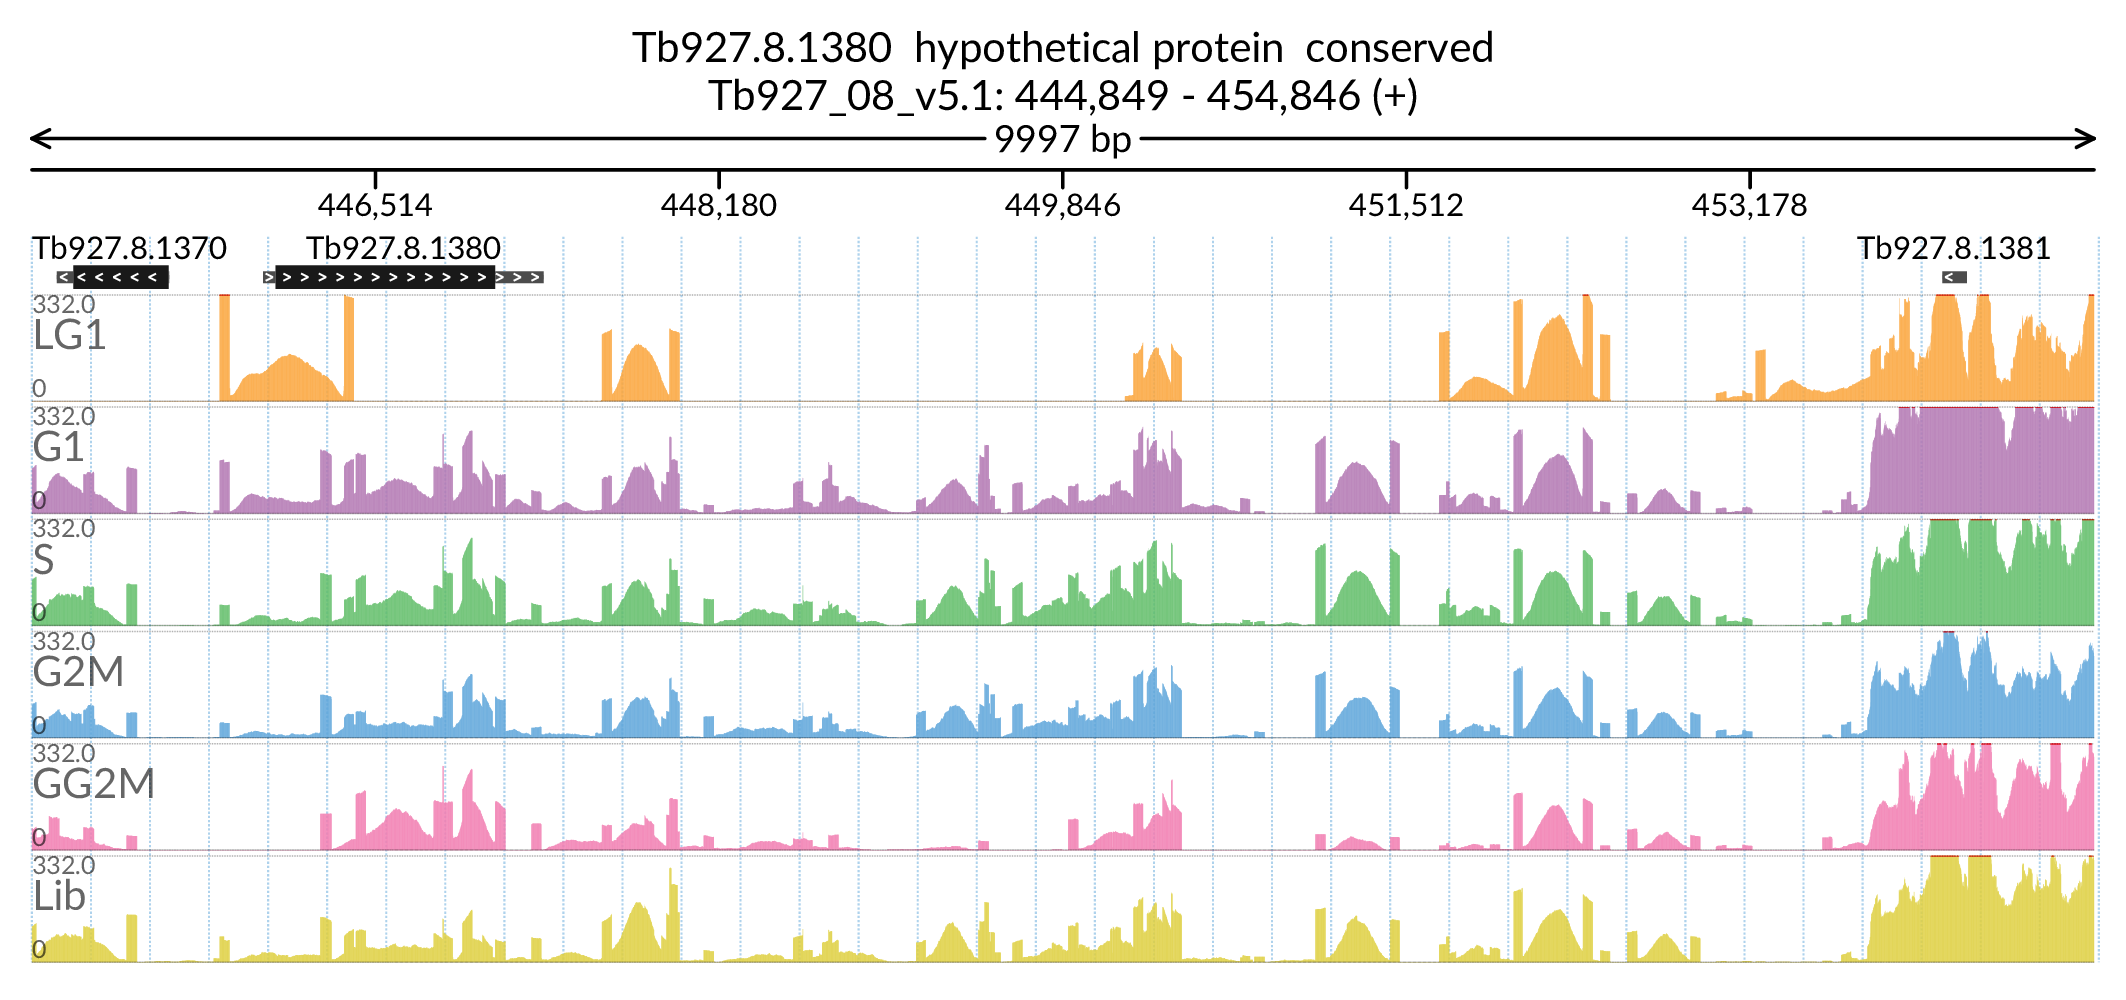 Tb927.8.1380  hypothetical protein  conserved
Tb927_08_v5.1: 444,849 - 454,846 (+)
9997 bp
446,514 448,180 449,846 451,512 453,178
Tb927.8.1370 Tb927.8.1380 Tb927.8.1381
332.0
LG1
0
332.0
G1
0
332.0
S
0
332.0
G2M
0
332.0
GG2M
0
332.0
Lib
0